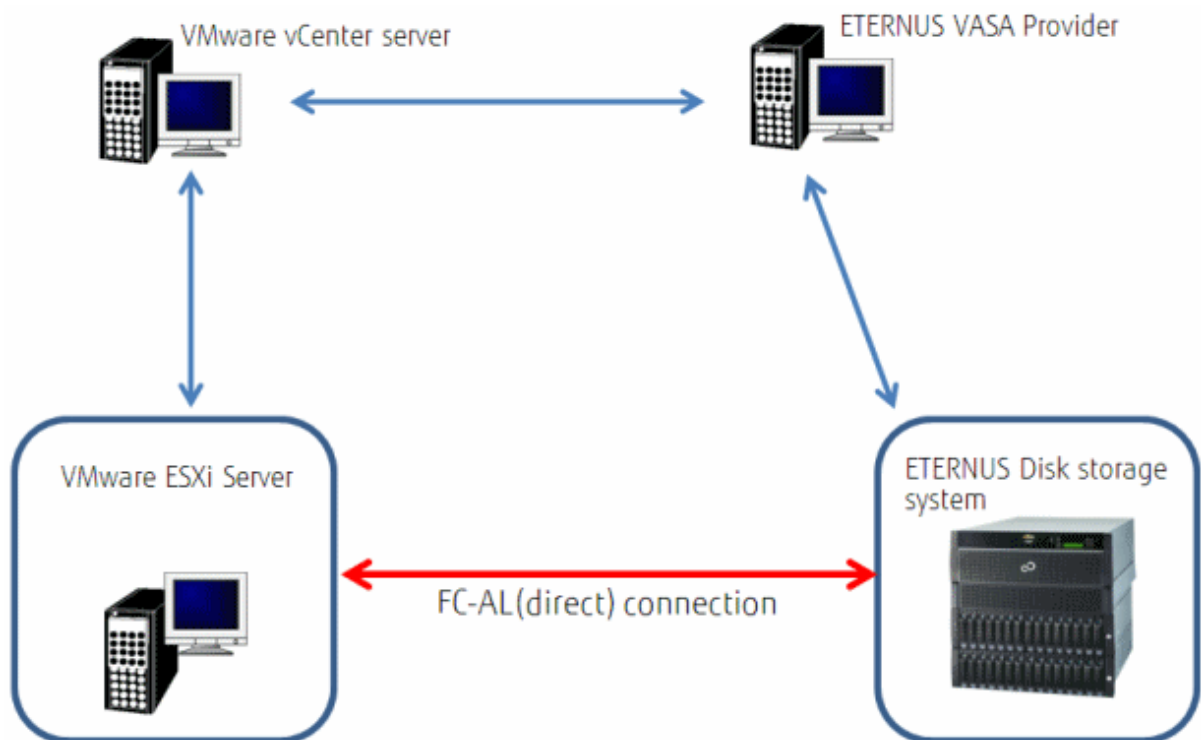 VMware vCenter server
ETERNUS VASA Provider
VMware ESXi Server
ETERNUS Disk storage
system
FC-AL(direct) connection